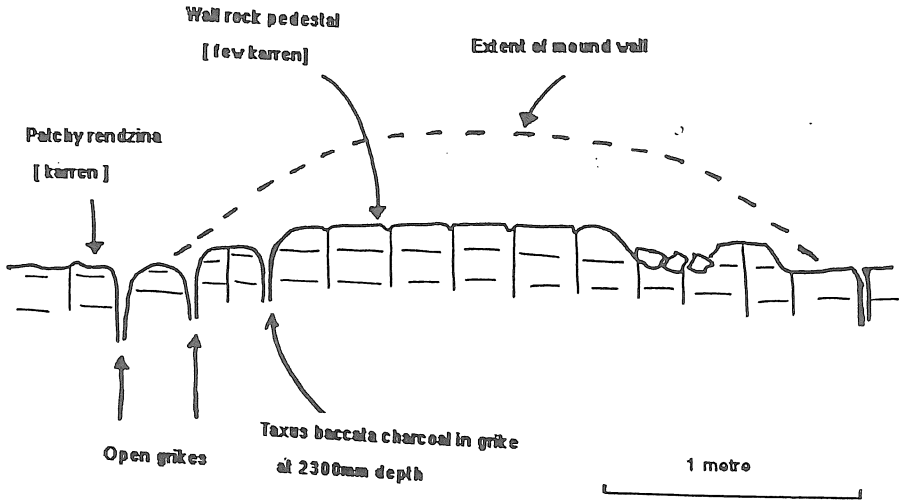 Wall rock pedestal
[ few karren]
Extent of mound wall
Patchy rendzina
[ karren ]
Open grikes
Taxus baccata charcoal in grike
at 2300mm depth
1 metre